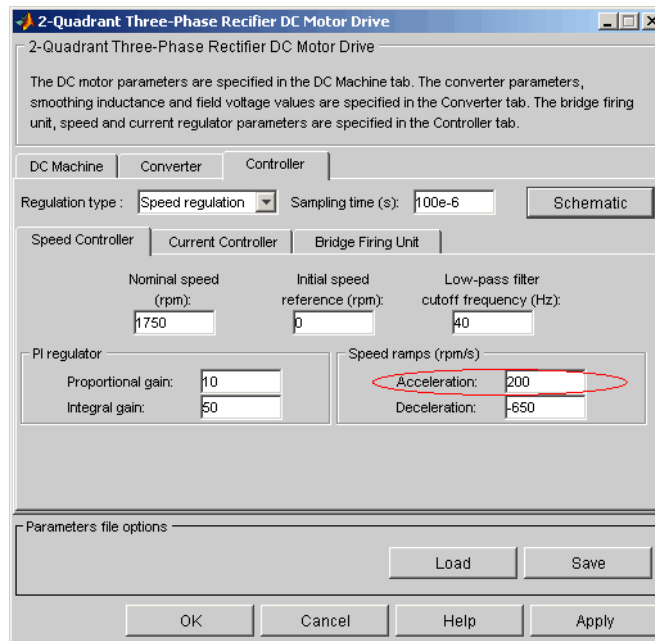 2-Quadrant Three-Phase Rectifier DC Motor Drive
2-Quadrant Three-Phase Rectifier DC Motor Drive
The DC motor parameters are specified in the DC Machine tab. The converter parameters,
smoothing inductance and field voltage values are specified in the Converter tab. The bridge firing
unit, speed and current regulator parameters are specified in the Controller tab.
DC Machine Converter Controller
Regulation type : Speed regulation Sampling time (s): 100e-6 Schematic
Speed Controller Current Controller Bridge Firing Unit
Nominal speed Initial speed Low-pass filter
(rpm): reference (rpm): cutoff frequency (Hz):
1750 0 40
PI regulator Speed ramps (rpm/s)
Proportional gain: 10 Acceleration: 200
Integral gain: 50 Deceleration: -650
Parameters file options
Load Save
OK Cancel Help Apply